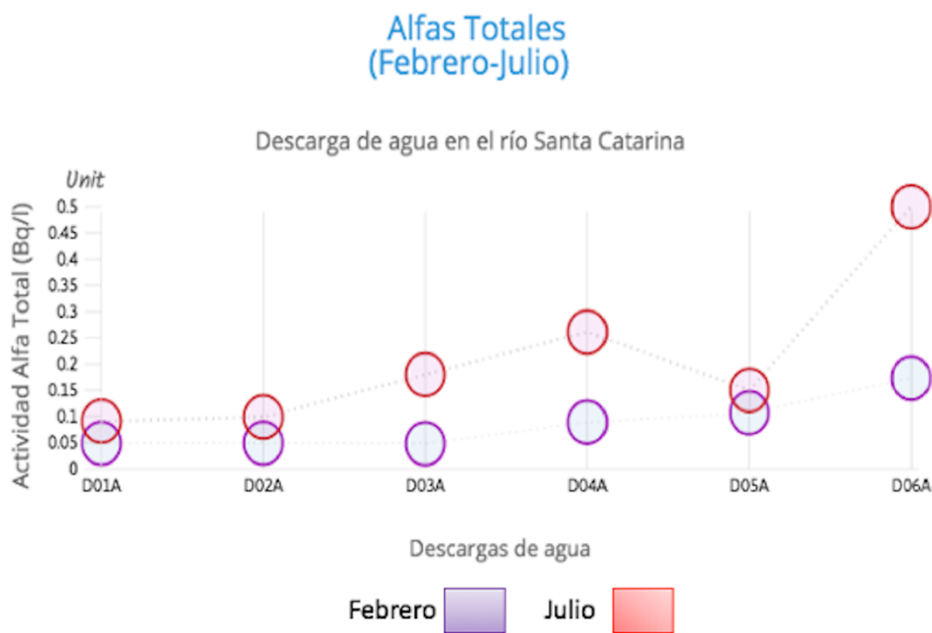 Alfas Totales
(Febrero-Julio)
Descarga de agua en el río Santa Catarina
Unit
Actividad Alfa Total (Bq/l)
0.5
0.45
0.4
0.35
0.3
0.25
0.2
0.15
0.1
0.05
0
D01A D02A D03A D04A D05A D06A
Descargas de agua
Febrero Julio